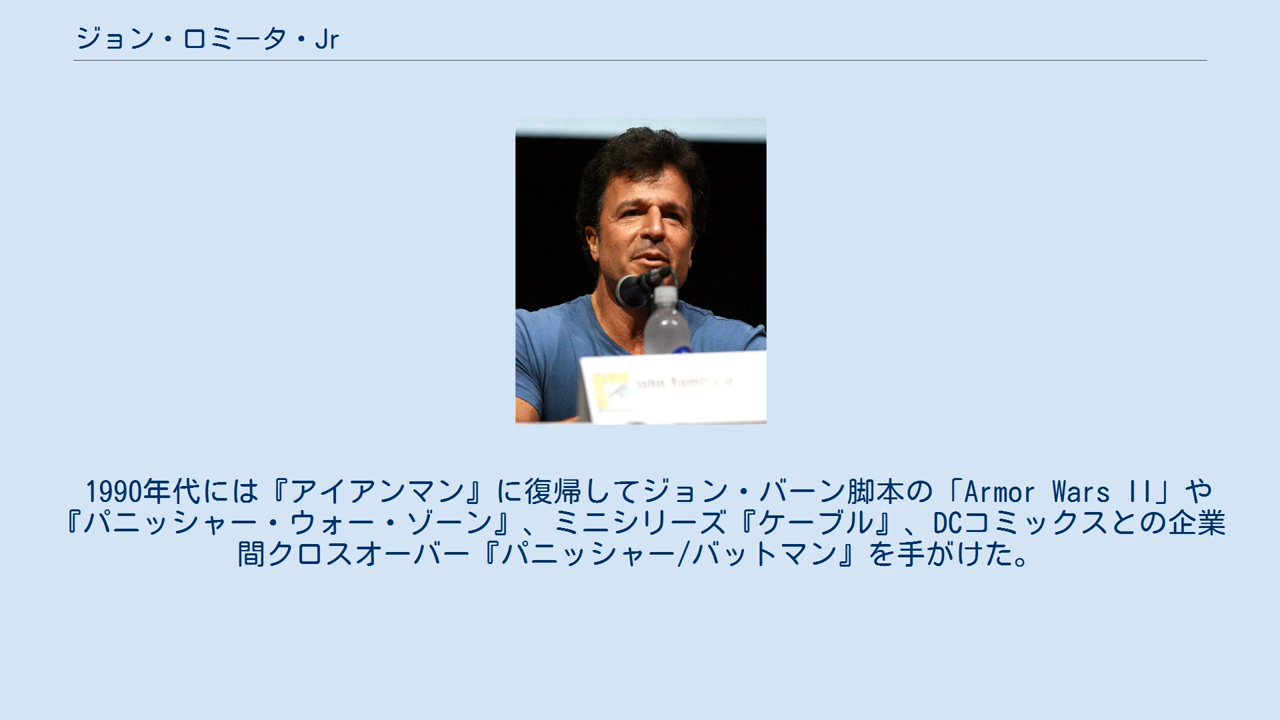 ジョン・ロミータ・Jr
John Romita Jr
1990年代には『アイアンマン』に復帰してジョン・バーン脚本の「Armor Wars II」や
『パニッシャー・ウォー・ゾーン』、ミニシリーズ『ケーブル』、DCコミックスとの企業
間クロスオーバー『パニッシャー/バットマン』を手がけた。